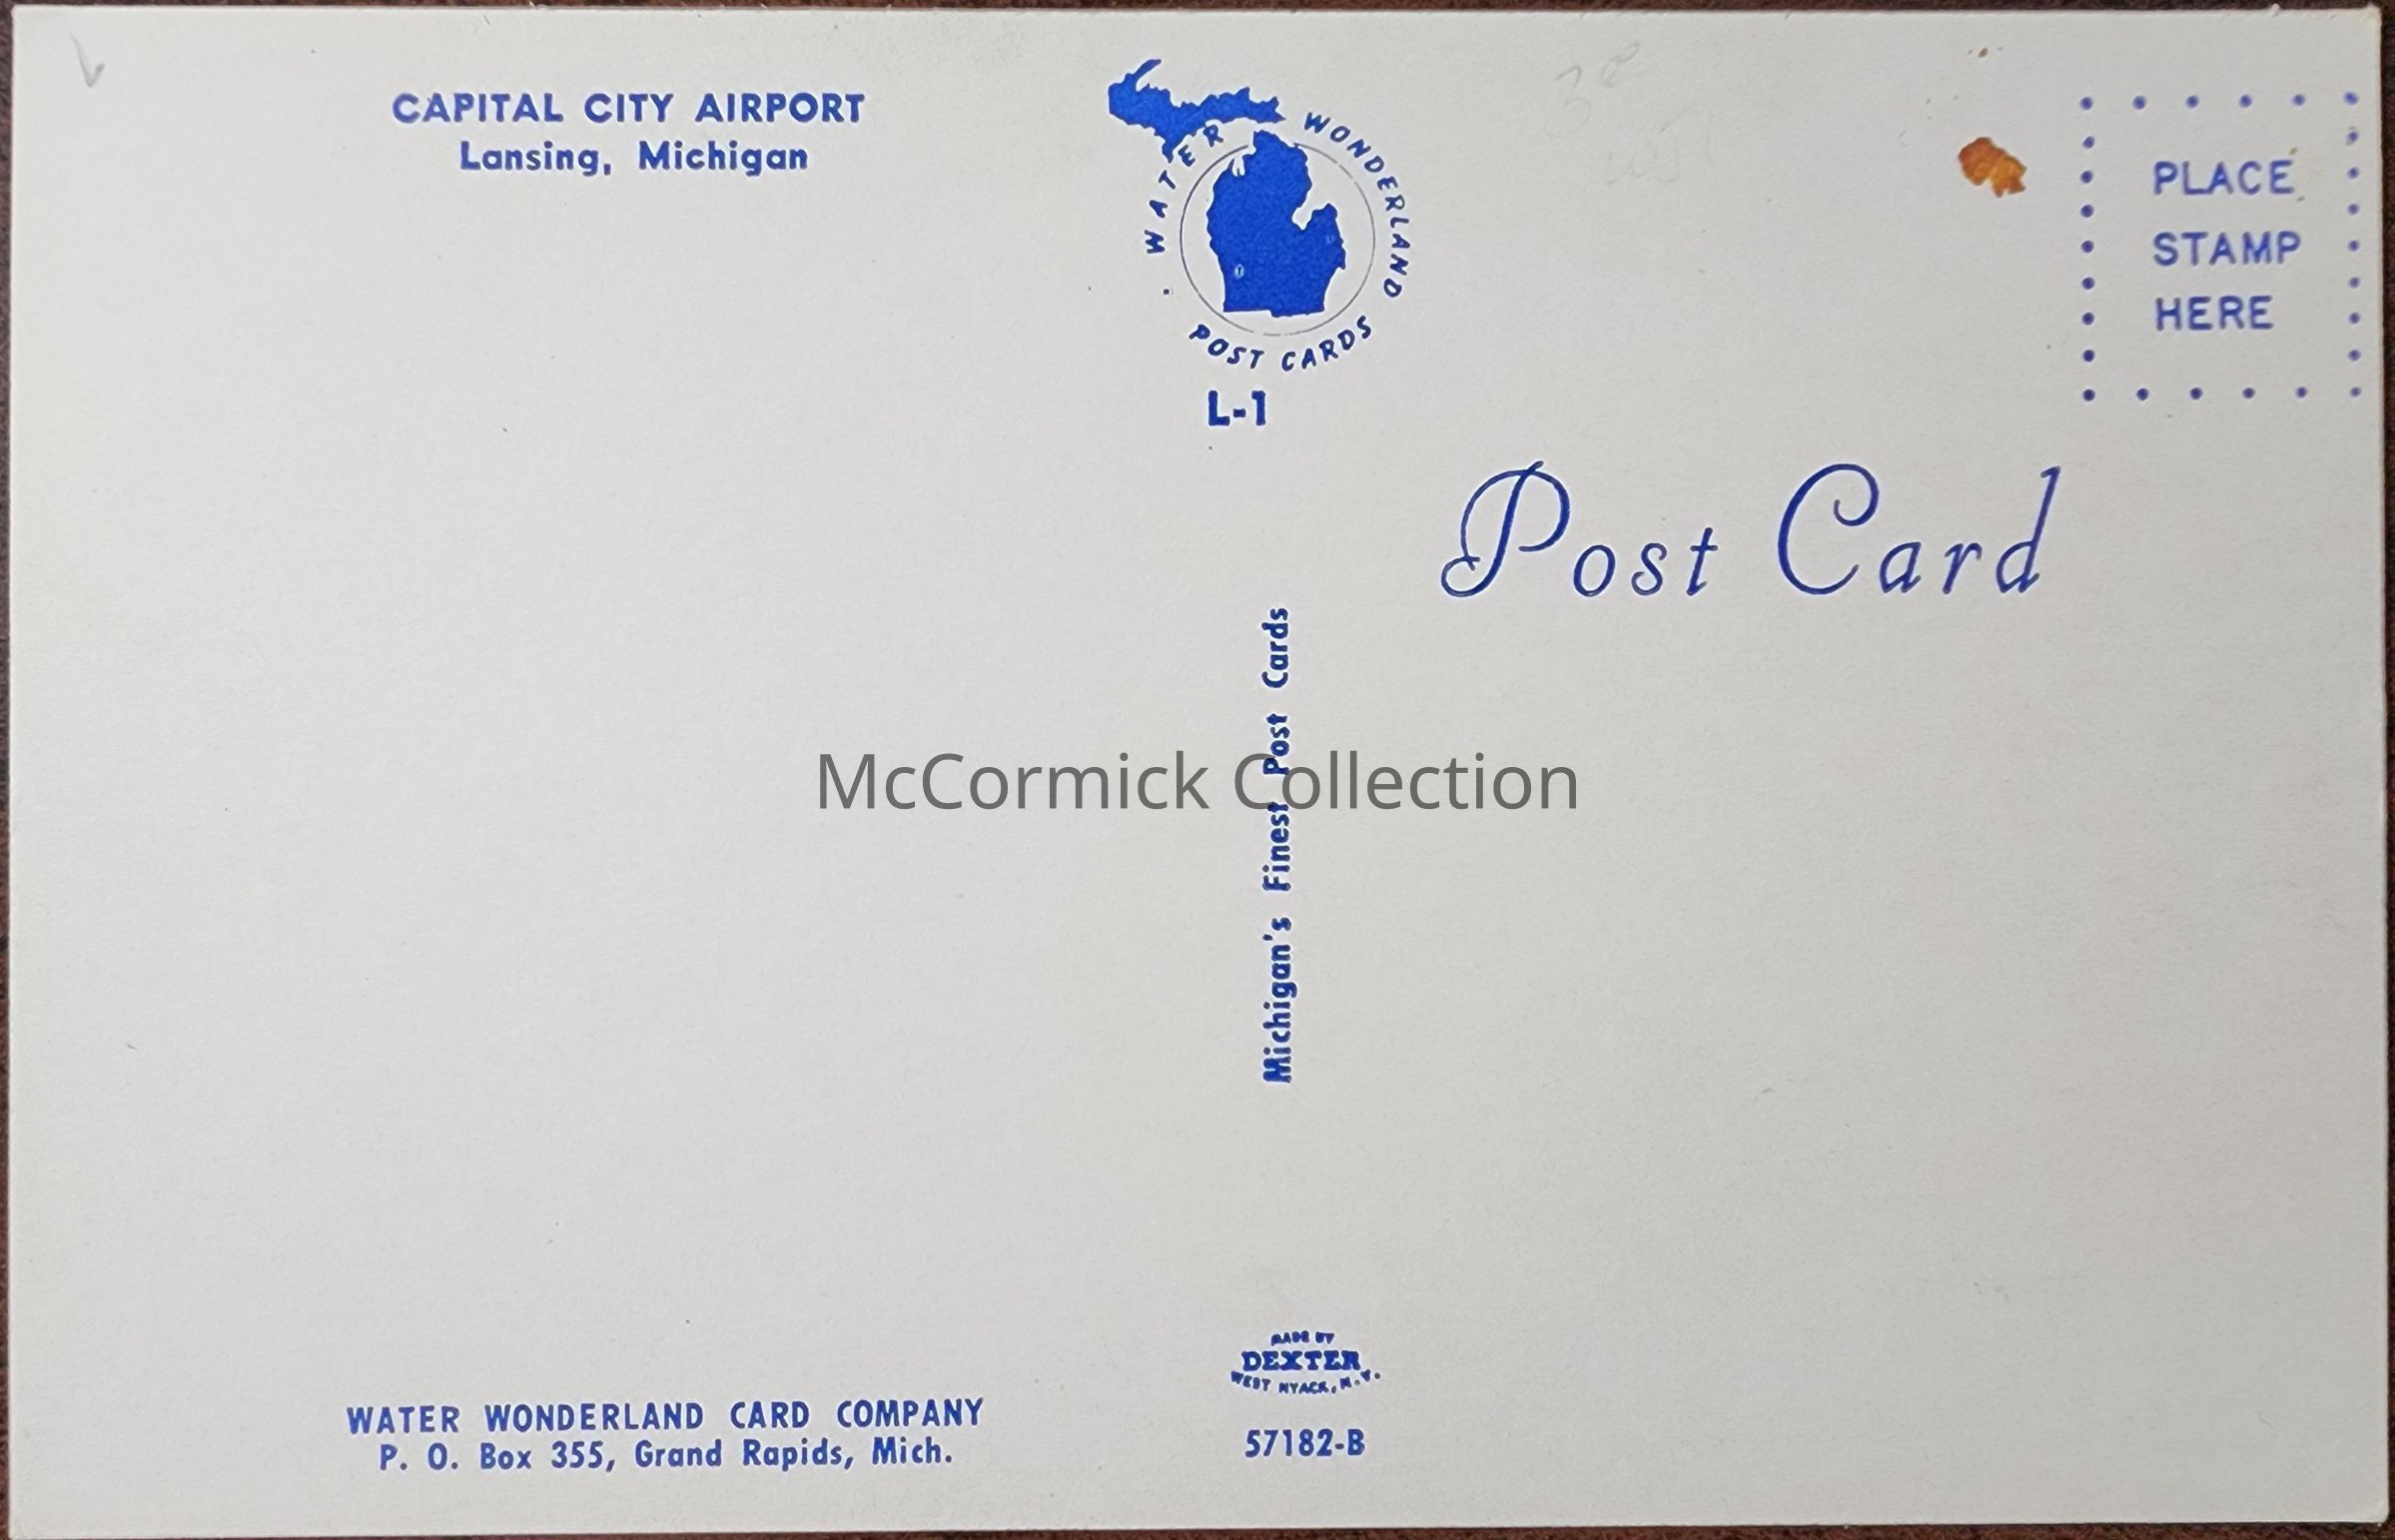 CAPITAL CITY AIRPORT
Lansing, Michigan
WATER WONDERLAND
POST CARDS
L-1
PLACE
STAMP
HERE
Post Card
Michigan's Finest Post Cards
McCormick Collection
WATER WONDERLAND CARD COMPANY
P. O. Box 355, Grand Rapids, Mich.
MADE BY
DEXTER
WEST NYACK, N.Y.
57182-B